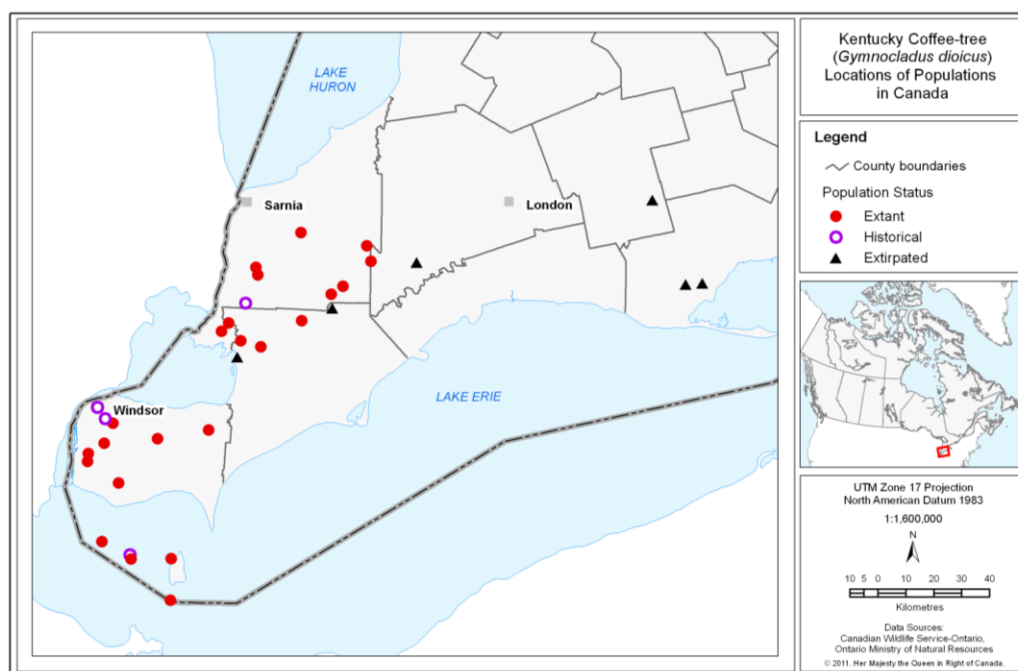 LAKE
HURON
Sarnia
London
Windsor
LAKE ERIE
Kentucky Coffee-tree
(Gymnocladus dioicus)
Locations of Populations
in Canada
Legend
County boundaries
Population Status
Extant
Historical
Extirpated
UTM Zone 17 Projection
North American Datum 1983
1:1,600,000
N
10 5 0 10 20 30 40
Kilometres
Data Sources:
Canadian Wildlife Service-Ontario,
Ontario Ministry of Natural Resources
© 2011. Her Majesty the Queen in Right of Canada.